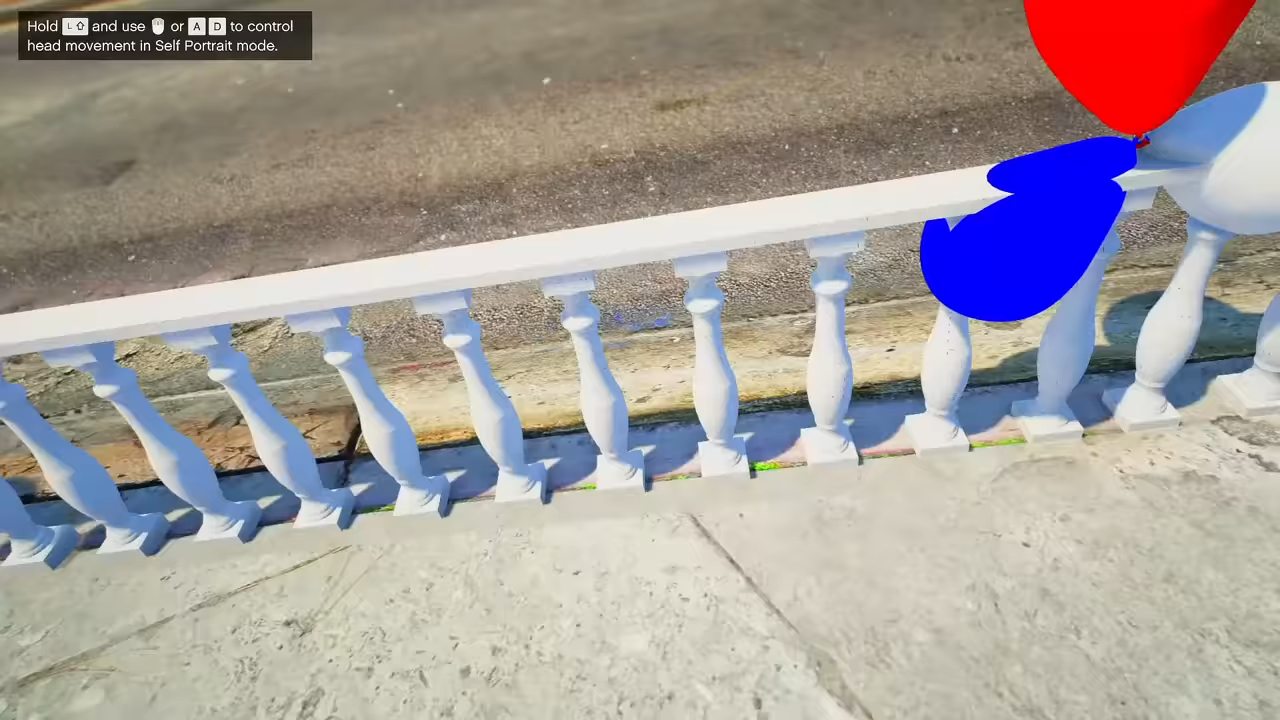 Hold L⇧ and use or A D to control
head movement in Self Portrait mode.